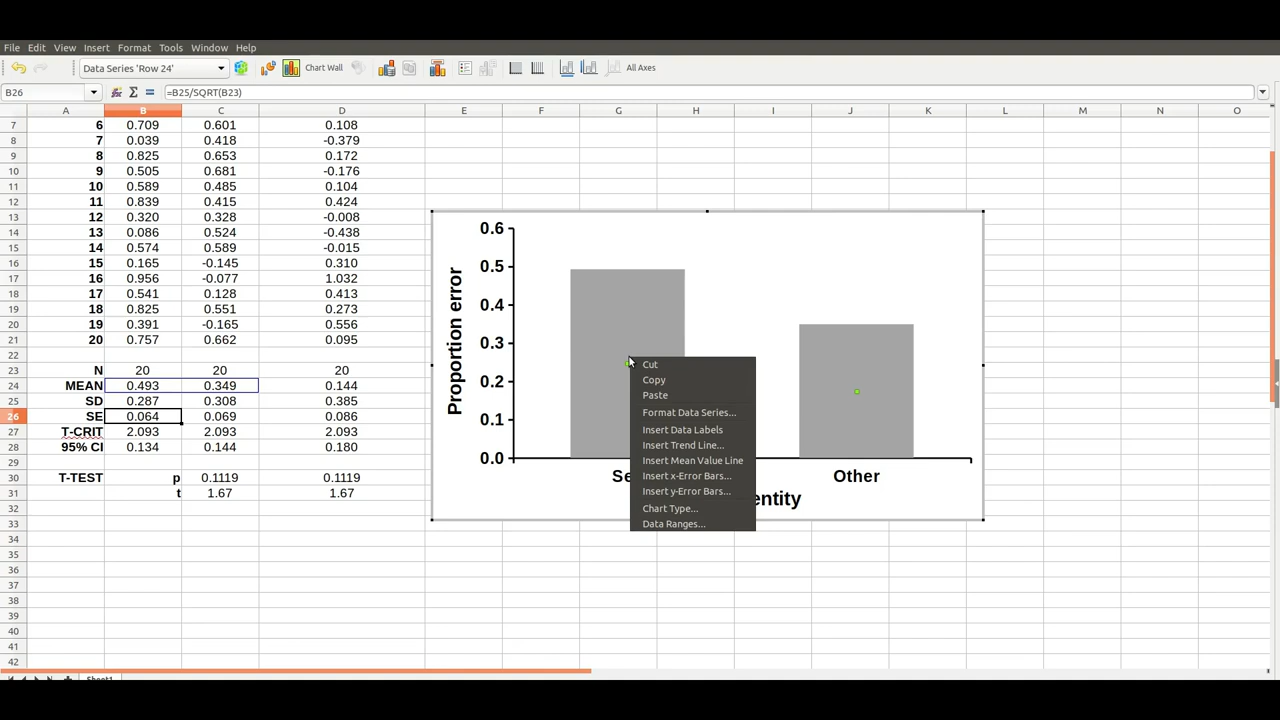 File Edit View Insert Format Tools Window Help
Data Series 'Row 24' Chart Wall All Axes
B26 Σ = =B25/SQRT(B23)
A B C D E F G H I J K L M N O
7 6 0.709 0.601 0.108
8 7 0.039 0.418 -0.379
9 8 0.825 0.653 0.172
10 9 0.505 0.681 -0.176
11 10 0.589 0.485 0.104
12 11 0.839 0.415 0.424
13 12 0.320 0.328 -0.008
14 13 0.086 0.524 -0.438
15 14 0.574 0.589 -0.015
16 15 0.165 -0.145 0.310
17 16 0.956 -0.077 1.032
18 17 0.541 0.128 0.413
19 18 0.825 0.551 0.273
20 19 0.391 -0.165 0.556
21 20 0.757 0.662 0.095
22
23 N 20 20 20
24 MEAN 0.493 0.349 0.144
25 SD 0.287 0.308 0.385
26 SE 0.064 0.069 0.086
27 T-CRIT 2.093 2.093 2.093
28 95% CI 0.134 0.144 0.180
29
30 T-TEST p 0.1119 0.1119
31 t 1.67 1.67
32
33
34
35
36
37
38
39
40
41
42
Proportion error
0.6
0.5
0.4
0.3
0.2
0.1
0.0
Se Other
entity
Cut
Copy
Paste
Format Data Series...
Insert Data Labels
Insert Trend Line...
Insert Mean Value Line
Insert x-Error Bars...
Insert y-Error Bars...
Chart Type...
Data Ranges...
Sheet1